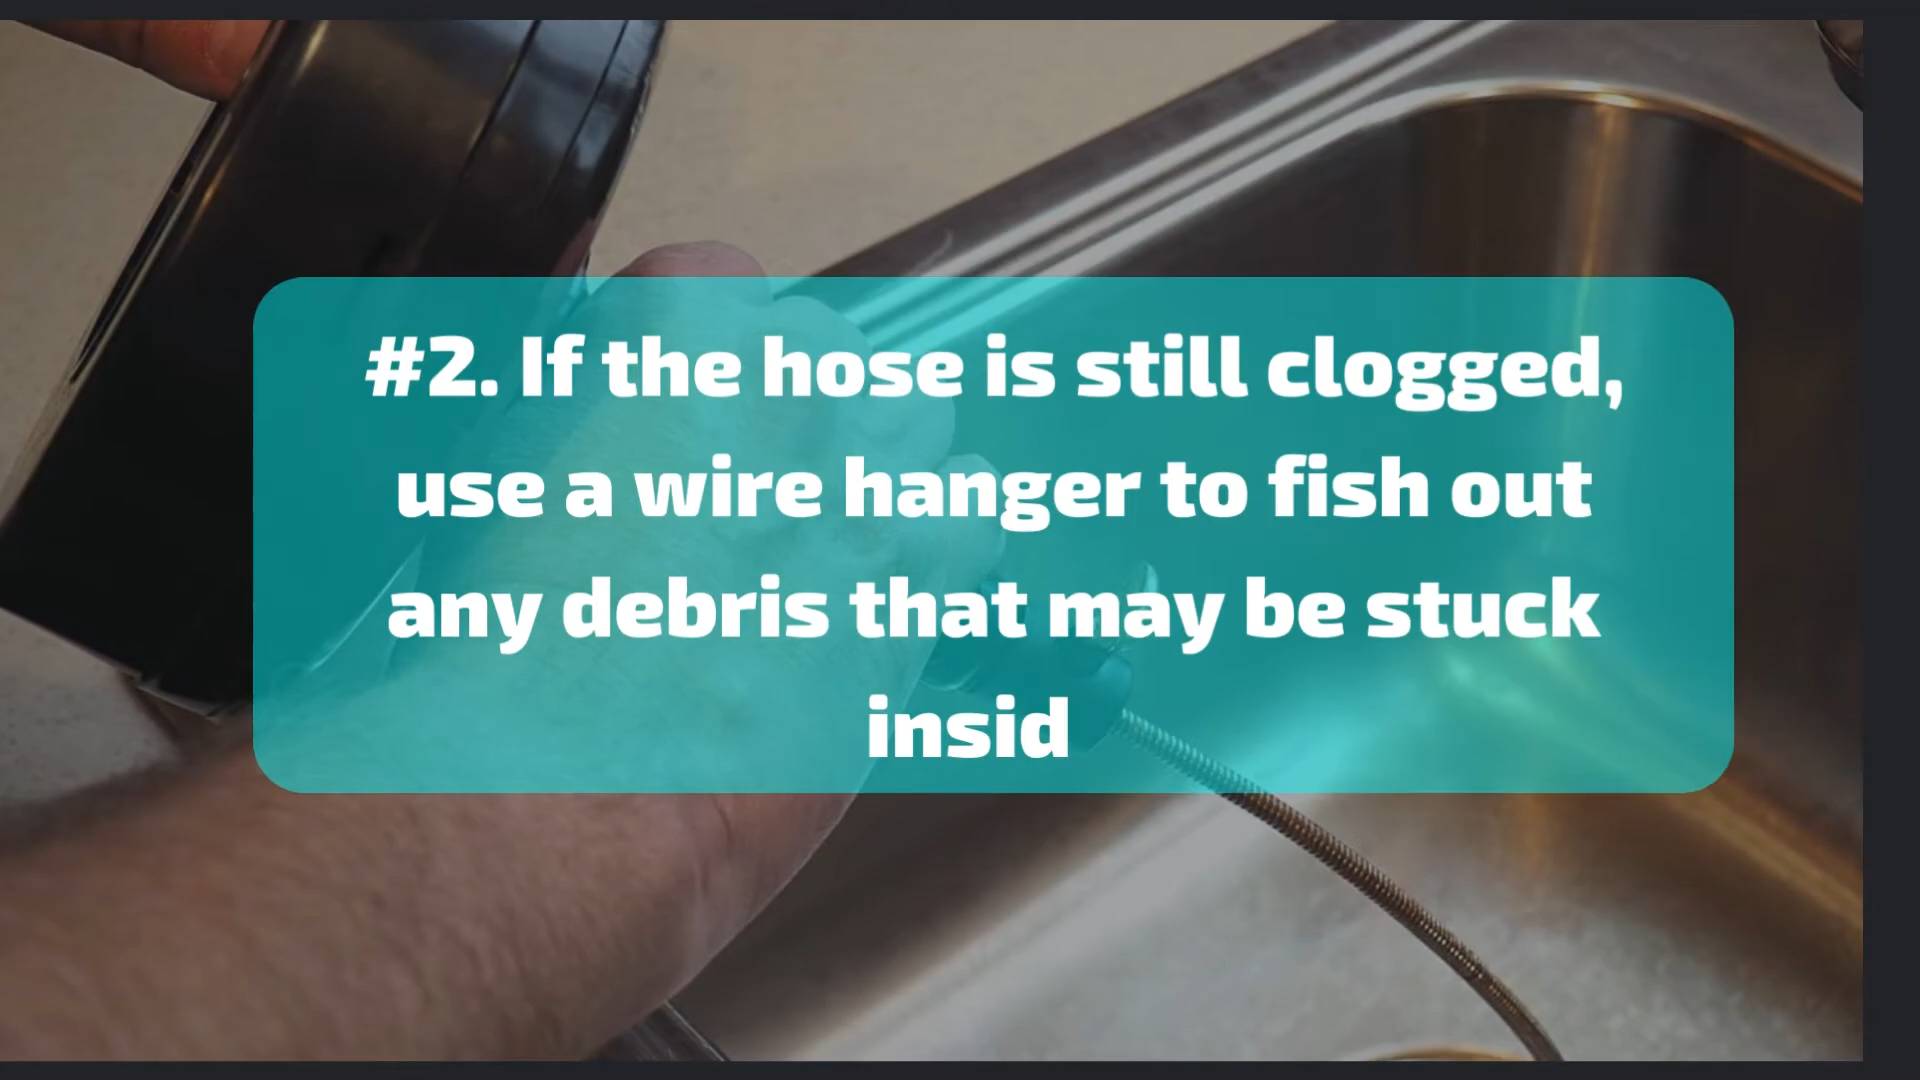 #2. If the hose is still clogged,
use a wire hanger to fish out
any debris that may be stuck
insid